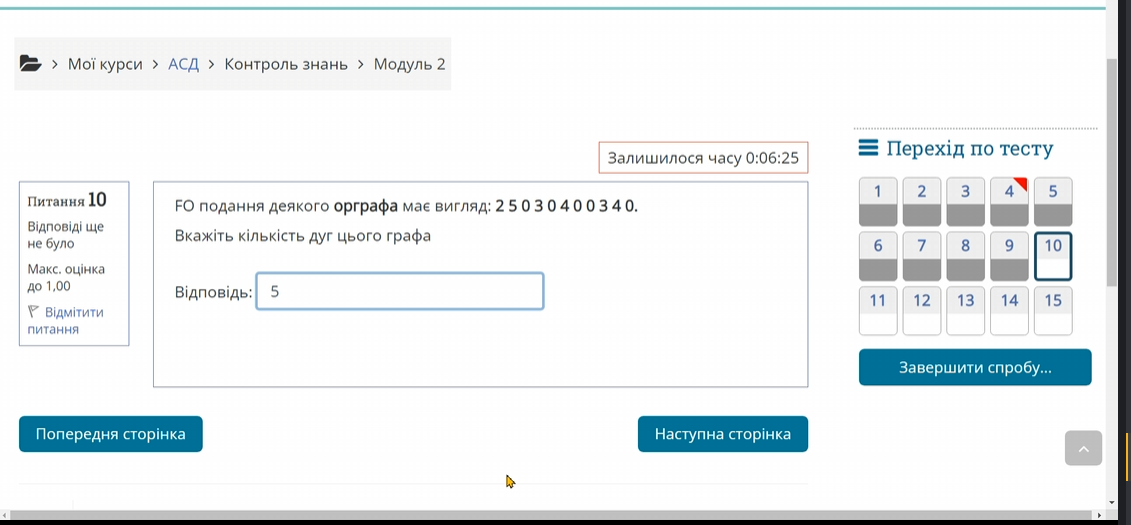 > Мої курси > АСД > Контроль знань > Модуль 2
Залишилося часу 0:06:25
Питання 10
Відповіді ще
не було
Макс. оцінка
до 1,00
Відмітити
питання
FO подання деякого орграфа має вигляд: 2 5 0 3 0 4 0 0 3 4 0.
Вкажіть кількість дуг цього графа
Відповідь: 5
Перехід по тесту
1 2 3 4 5
6 7 8 9 10
11 12 13 14 15
Завершити спробу...
Попередня сторінка
Наступна сторінка